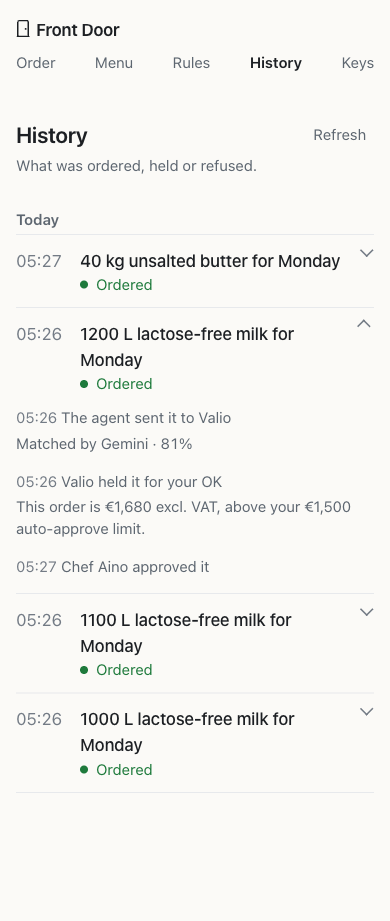 Front Door
Order Menu Rules History Keys
History Refresh
What was ordered, held or refused.
Today
05:27 40 kg unsalted butter for Monday
Ordered
05:26 1200 L lactose-free milk for
Monday
Ordered
05:26 The agent sent it to Valio
Matched by Gemini · 81%
05:26 Valio held it for your OK
This order is €1,680 excl. VAT, above your €1,500
auto-approve limit.
05:27 Chef Aino approved it
05:26 1100 L lactose-free milk for
Monday
Ordered
05:26 1000 L lactose-free milk for
Monday
Ordered